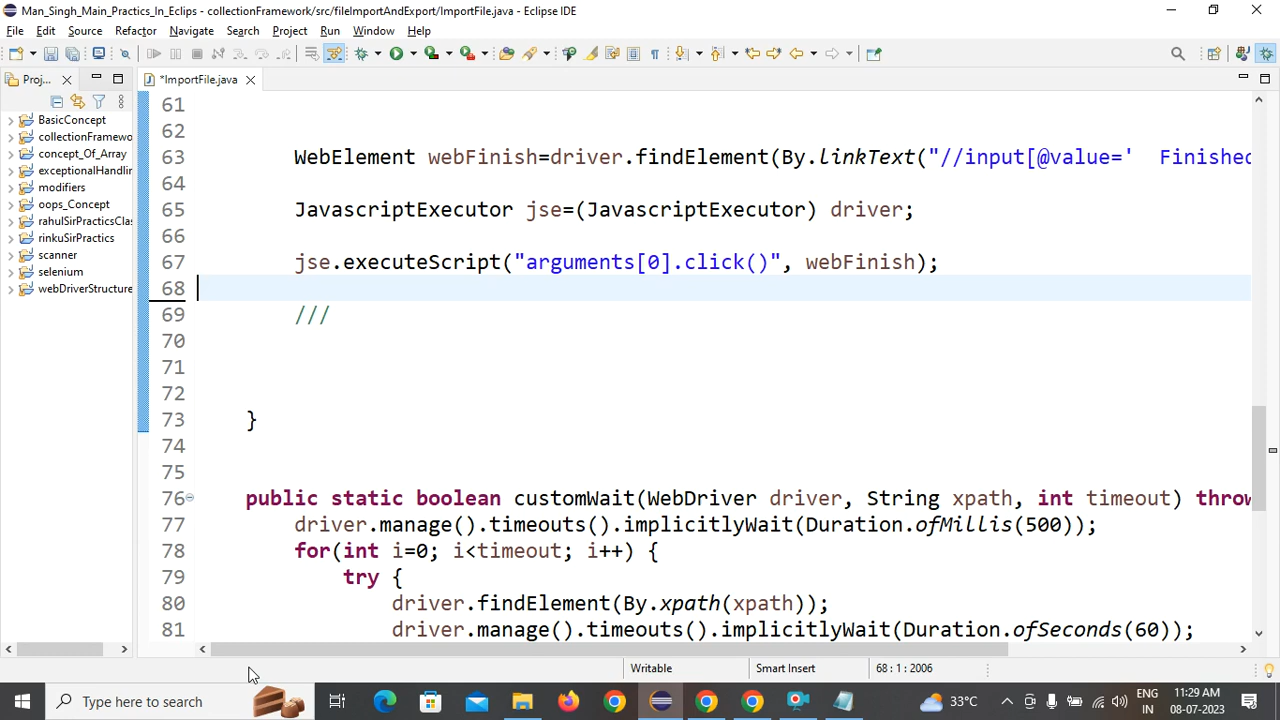 Man_Singh_Main_Practics_In_Eclips - collectionFramework/src/fileImportAndExport/ImportFile.java - Eclipse IDE
File Edit Source Refactor Navigate Search Project Run Window Help
Proj...
*ImportFile.java
BasicConcept
collectionFramewo
concept_Of_Array
exceptionalHandlin
modifiers
oops_Concept
rahulSirPracticsClas
rinkuSirPractics
scanner
selenium
webDriverStructure
61
62
63 WebElement webFinish=driver.findElement(By.linkText("//input[@value='  Finished
64
65 JavascriptExecutor jse=(JavascriptExecutor) driver;
66
67 jse.executeScript("arguments[0].click()", webFinish);
68
69 ///
70
71
72
73 }
74
75
76 public static boolean customWait(WebDriver driver, String xpath, int timeout) throw
77 driver.manage().timeouts().implicitlyWait(Duration.ofMillis(500));
78 for(int i=0; i<timeout; i++) {
79 try {
80 driver.findElement(By.xpath(xpath));
81 driver.manage().timeouts().implicitlyWait(Duration.ofSeconds(60));
Writable Smart Insert 68 : 1 : 2006
Type here to search 33°C ENG 11:29 AM
IN 08-07-2023